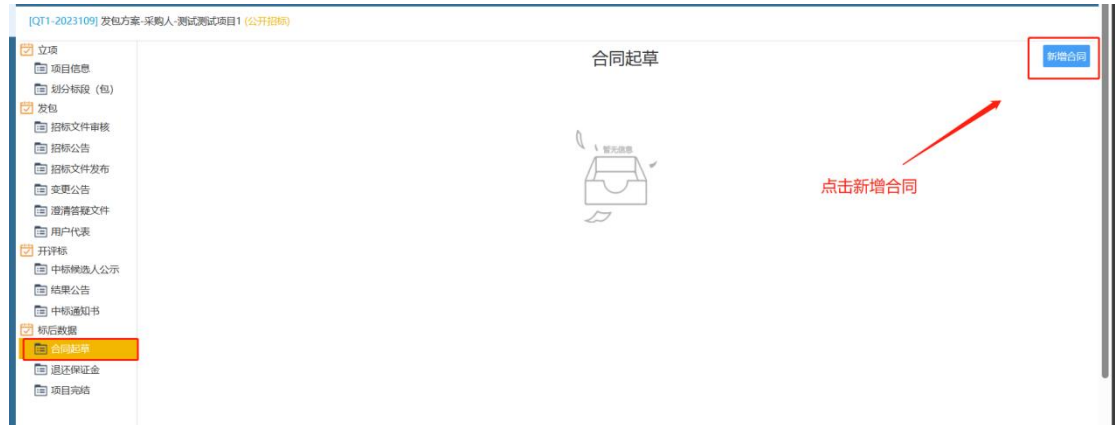 [QT1-2023109] 发包方案-采购人-测试测试项目1 (公开招标)
立项
项目信息
划分标段（包）
发包
招标文件审核
招标公告
招标文件发布
变更公告
澄清答疑文件
用户代表
开评标
中标候选人公示
结果公告
中标通知书
标后数据
合同起草
退还保证金
项目完结
合同起草
新增合同
暂无信息
点击新增合同